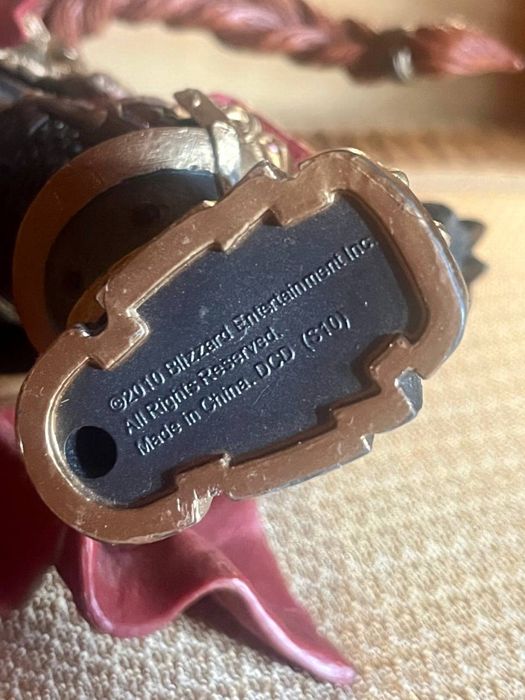 ©2010 Blizzard Entertainment Inc.
All Rights Reserved.
Made in China. DCD (S10)